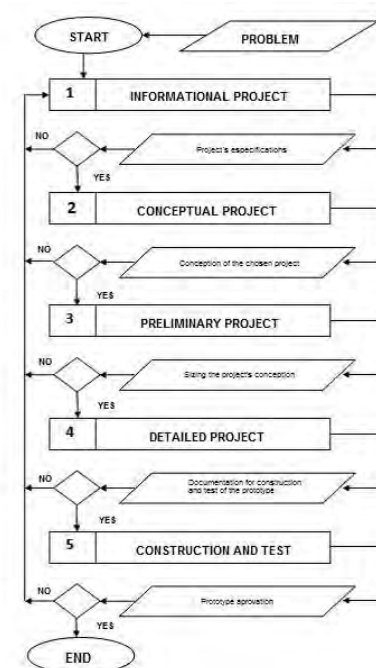 START
PROBLEM
1
INFORMATIONAL PROJECT
NO
Project's especifications
YES
2
CONCEPTUAL PROJECT
NO
Conception of the chosen project
YES
3
PRELIMINARY PROJECT
NO
Sizing the project's conception
YES
4
DETAILED PROJECT
NO
Documentation for construction
and test of the prototype
YES
5
CONSTRUCTION AND TEST
NO
Prototype aprovation
YES
END